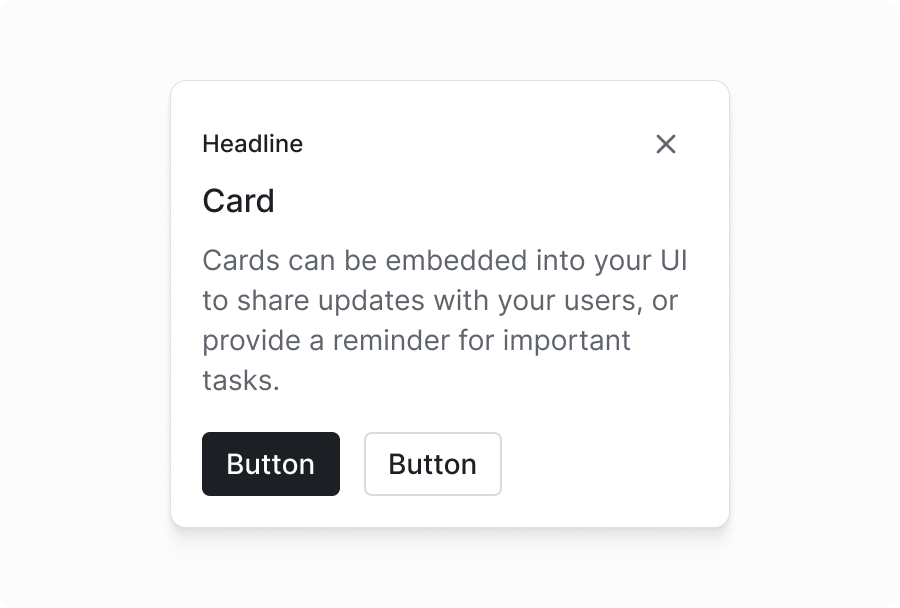 Headline
Card
Cards can be embedded into your UI
to share updates with your users, or
provide a reminder for important
tasks.
Button Button